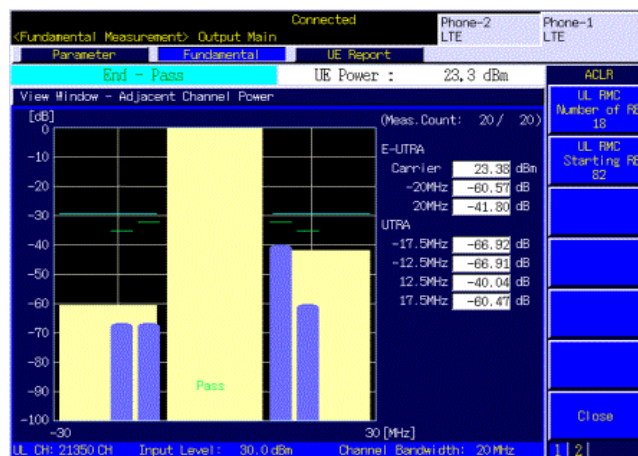 Connected
Phone-2
LTE
Phone-1
LTE
<Fundamental Measurement> Output Main
Parameter
Fundamental
UE Report
End - Pass
UE Power : 23.3 dBm
ACLR
View Window - Adjacent Channel Power
UL RMC
Number of RB
18
UL RMC
Starting RB
82
[dB]
(Meas.Count: 20/ 20)
0
-10
-20
-30
-40
-50
-60
-70
-80
-90
-100
E-UTRA
Carrier 23.38 dBm
-20MHz -60.57 dB
20MHz -41.80 dB
UTRA
-17.5MHz -66.92 dB
-12.5MHz -66.91 dB
12.5MHz -40.04 dB
17.5MHz -60.47 dB
Pass
-30
30 [MHz]
Close
UL CH: 21350 CH Input Level: 30.0 dBm Channel Bandwidth: 20 MHz
1 2